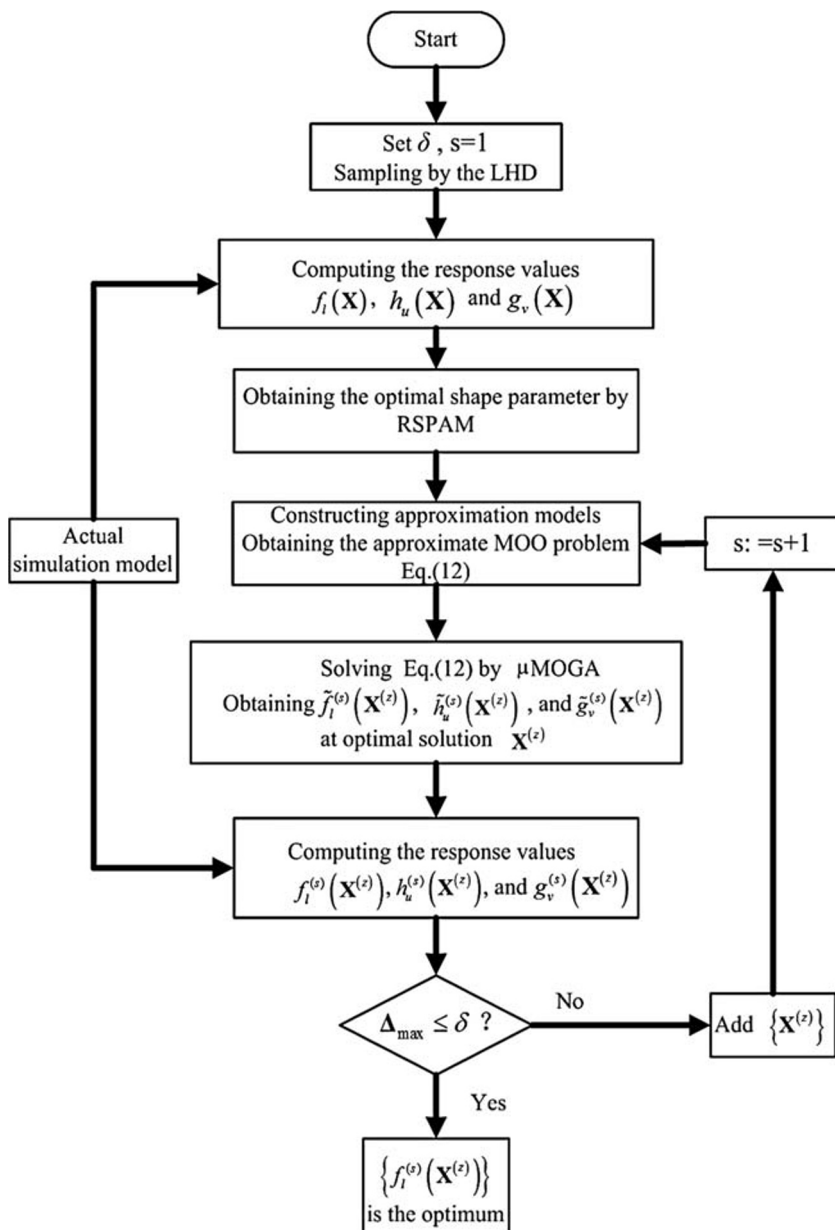 Start
Set δ , s=1
Sampling by the LHD
Computing the response values
f_l(X), h_u(X) and g_v(X)
Obtaining the optimal shape parameter by
RSPAM
Actual
simulation model
Constructing approximation models
Obtaining the approximate MOO problem
Eq.(12)
s: =s+1
Solving Eq.(12) by μMOGA
Obtaining f̃_l^(s)(X^(z)), h̃_u^(s)(X^(z)) , and g̃_v^(s)(X^(z))
at optimal solution X^(z)
Computing the response values
f_l^(s)(X^(z)), h_u^(s)(X^(z)), and g_v^(s)(X^(z))
Δ_max ≤ δ ?
No
Add {X^(z)}
Yes
{f_l^(s)(X^(z))}
is the optimum